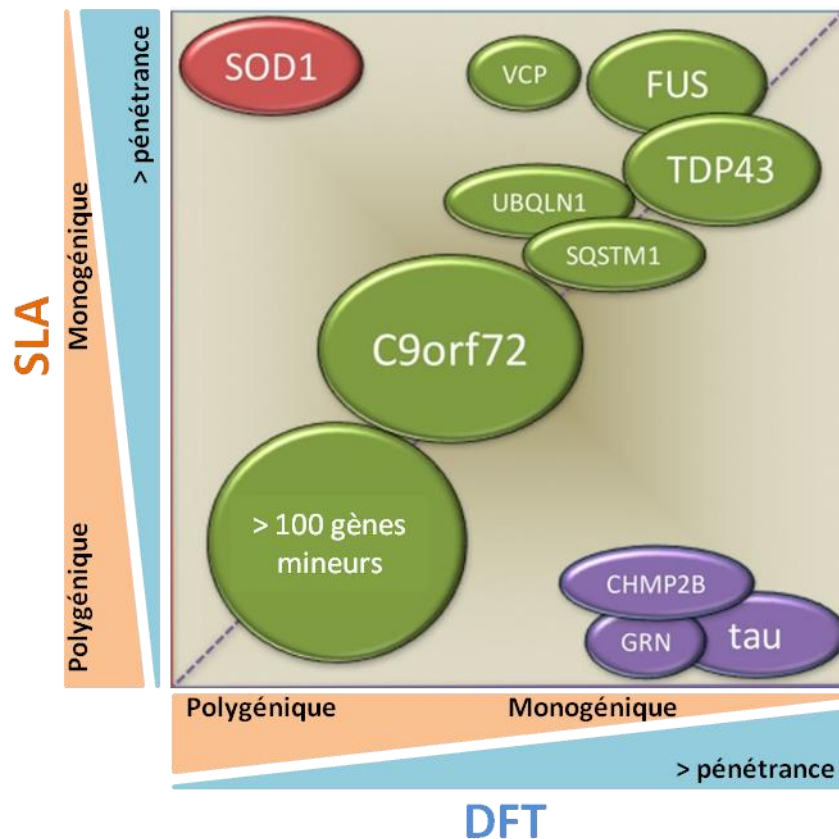 SOD1
VCP
FUS
TDP43
UBQLN1
SQSTM1
C9orf72
> 100 gènes
mineurs
CHMP2B
GRN
tau
SLA
Monogénique
Polygénique
> pénétrance
Polygénique
Monogénique
> pénétrance
DFT